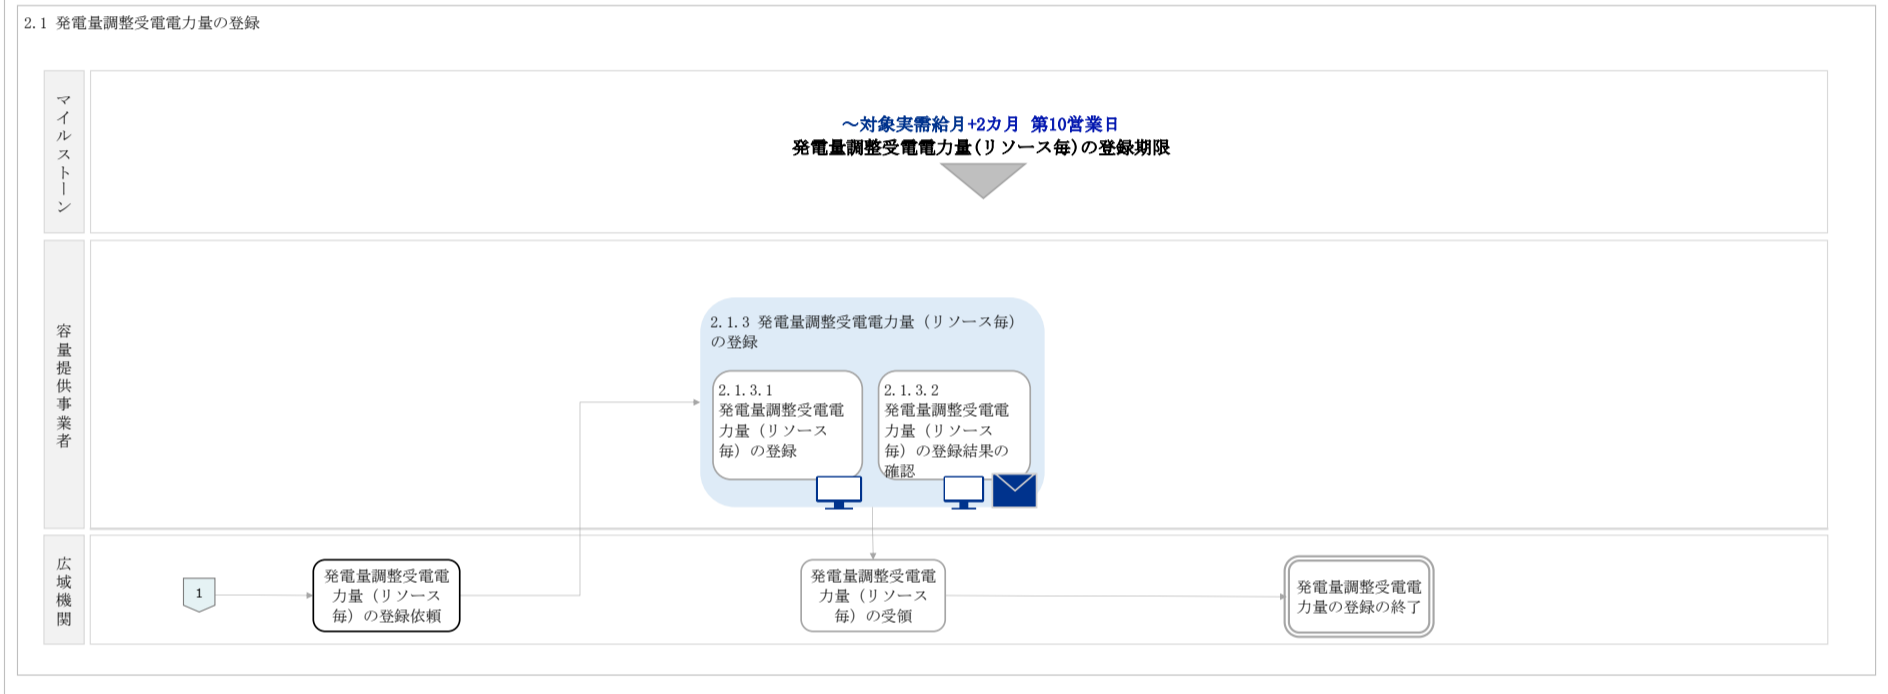 2.1 発電量調整受電電力量の登録
マイルストーン
～対象実需給月+2カ月 第10営業日
発電量調整受電電力量(リソース毎)の登録期限
容量提供事業者
2.1.3 発電量調整受電電力量（リソース毎）
の登録
2.1.3.1
発電量調整受電電
力量（リソース
毎）の登録
2.1.3.2
発電量調整受電電
力量（リソース
毎）の登録結果の
確認
広域機関
1
発電量調整受電電
力量（リソース
毎）の登録依頼
発電量調整受電電
力量（リソース
毎）の受領
発電量調整受電電
力量の登録の終了